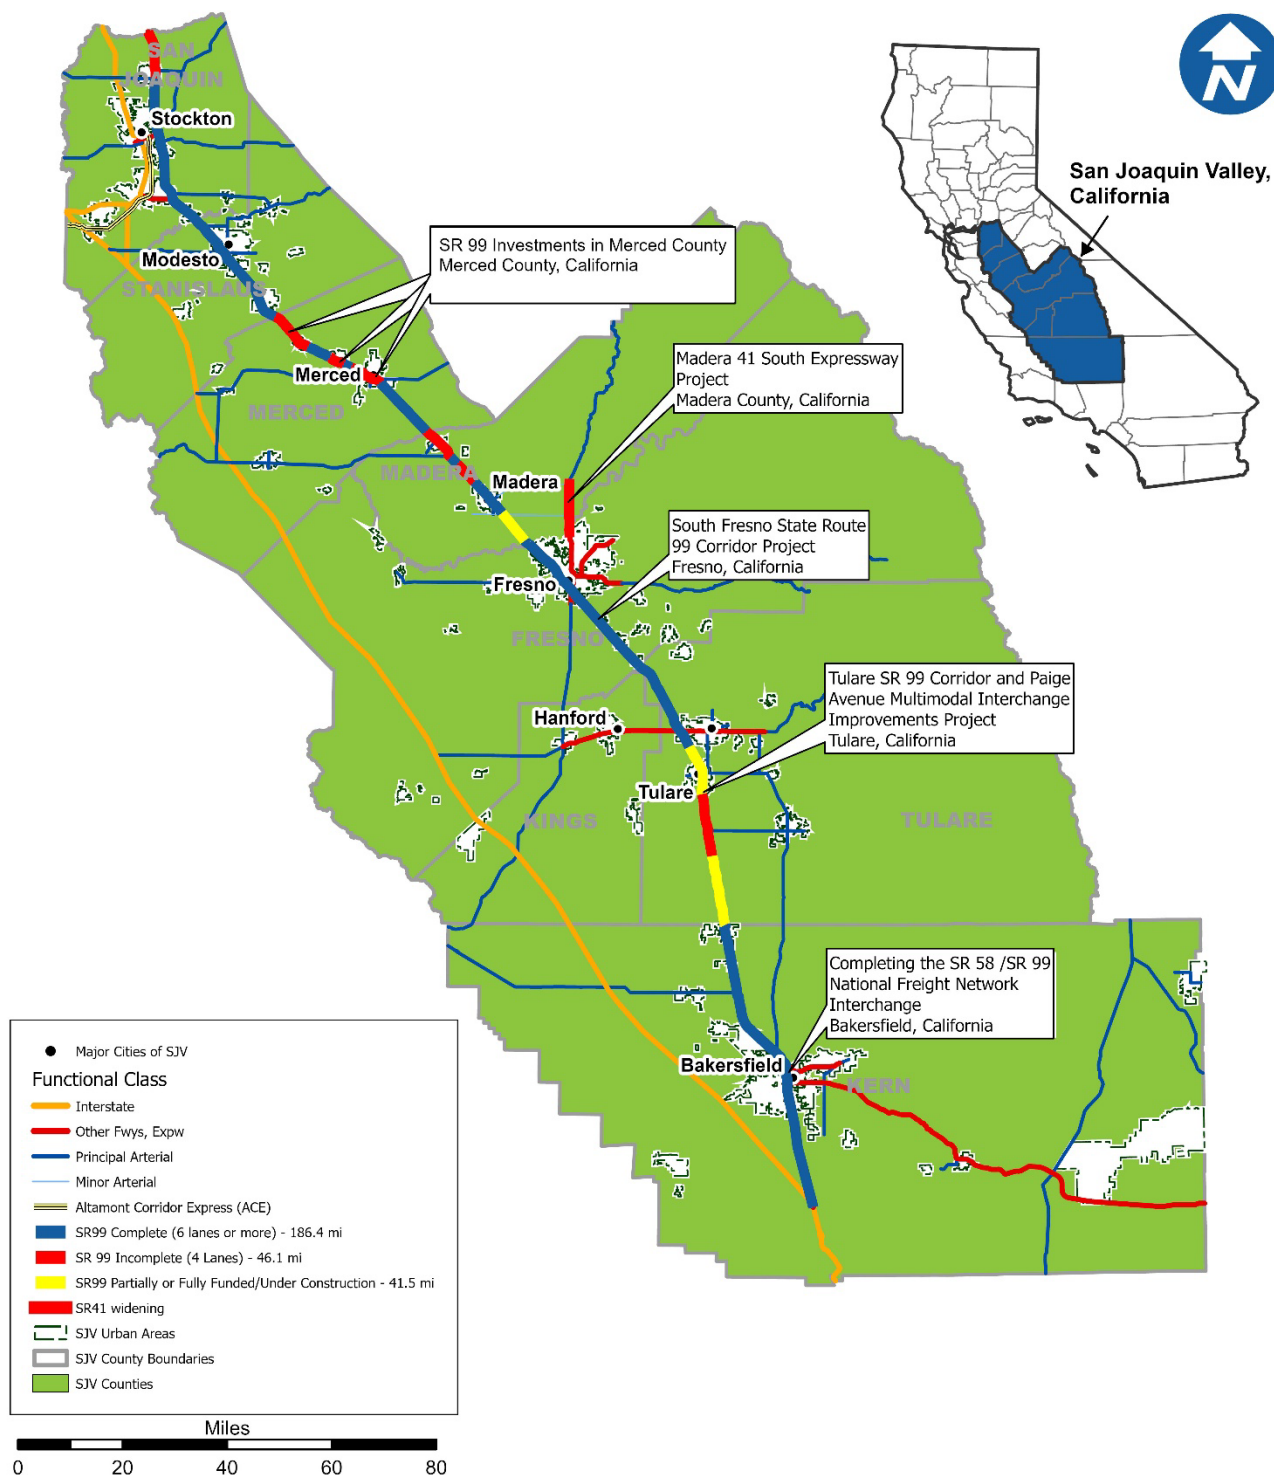 N
San Joaquin Valley,
California
SAN
JOAQUIN
Stockton
Modesto
STANISLAUS
SR 99 Investments in Merced County
Merced County, California
Merced
MERCED
Madera 41 South Expressway
Project
Madera County, California
MADERA
Madera
South Fresno State Route
99 Corridor Project
Fresno, California
Fresno
FRESNO
Tulare SR 99 Corridor and Paige
Avenue Multimodal Interchange
Improvements Project
Tulare, California
Hanford
Tulare
KINGS
TULARE
Completing the SR 58 /SR 99
National Freight Network
Interchange
Bakersfield, California
Bakersfield
KERN
Major Cities of SJV
Functional Class
Interstate
Other Fwys, Expw
Principal Arterial
Minor Arterial
Altamont Corridor Express (ACE)
SR99 Complete (6 lanes or more) - 186.4 mi
SR 99 Incomplete (4 Lanes) - 46.1 mi
SR99 Partially or Fully Funded/Under Construction - 41.5 mi
SR41 widening
SJV Urban Areas
SJV County Boundaries
SJV Counties
Miles
0 20 40 60 80